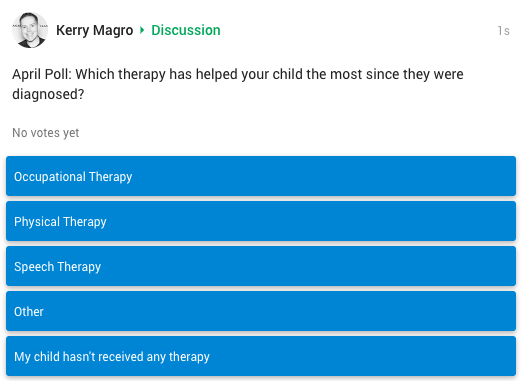 Kerry Magro Discussion 1s
April Poll: Which therapy has helped your child the most since they were
diagnosed?
No votes yet
Occupational Therapy
Physical Therapy
Speech Therapy
Other
My child hasn't received any therapy